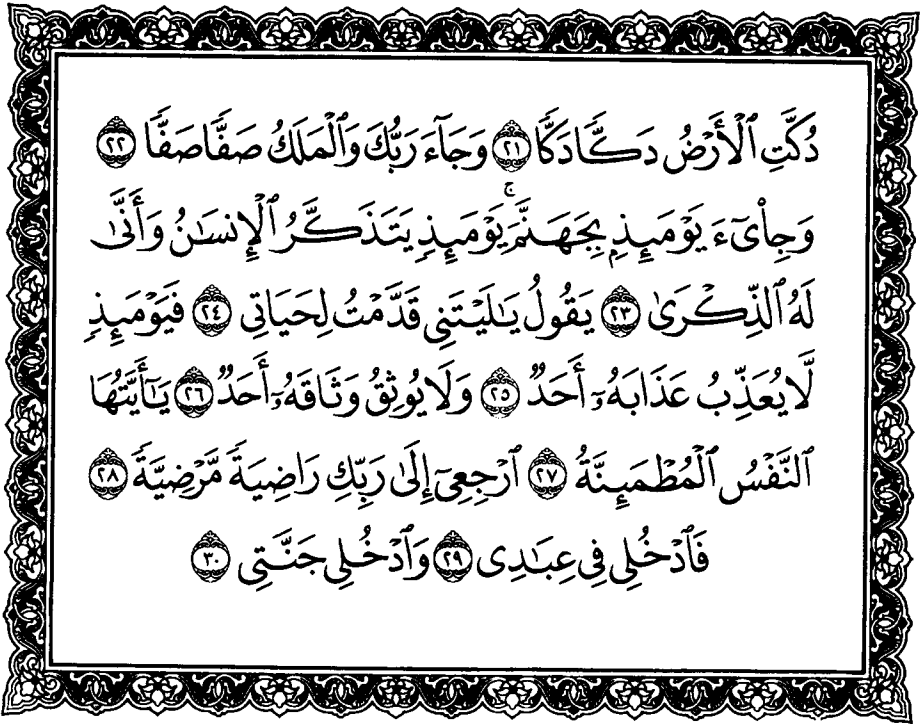 دُكَّتِ ٱلْأَرْضُ دَكًّا دَكًّا ٢١ وَجَآءَ رَبُّكَ وَٱلْمَلَكُ صَفًّا صَفًّا ٢٢
وَجِا۟ىٓءَ يَوْمَئِذِۭ بِجَهَنَّمَۚ يَوْمَئِذٍ يَتَذَكَّرُ ٱلْإِنسَٰنُ وَأَنَّىٰ
لَهُ ٱلذِّكْرَىٰ ٢٣ يَقُولُ يَٰلَيْتَنِى قَدَّمْتُ لِحَيَاتِى ٢٤ فَيَوْمَئِذٍ
لَّا يُعَذِّبُ عَذَابَهُۥٓ أَحَدٌ ٢٥ وَلَا يُوثِقُ وَثَاقَهُۥٓ أَحَدٌ ٢٦ يَٰٓأَيَّتُهَا
ٱلنَّفْسُ ٱلْمُطْمَئِنَّةُ ٢٧ ٱرْجِعِىٓ إِلَىٰ رَبِّكِ رَاضِيَةً مَّرْضِيَّةً ٢٨
فَٱدْخُلِى فِى عِبَٰدِى ٢٩ وَٱدْخُلِى جَنَّتِى ٣٠